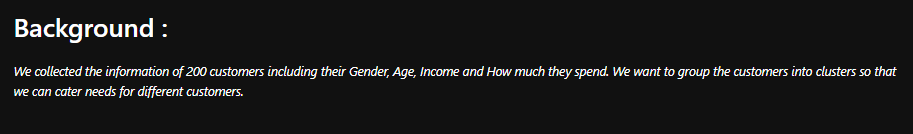 Background :
We collected the information of 200 customers including their Gender, Age, Income and How much they spend. We want to group the customers into clusters so that
we can cater needs for different customers.